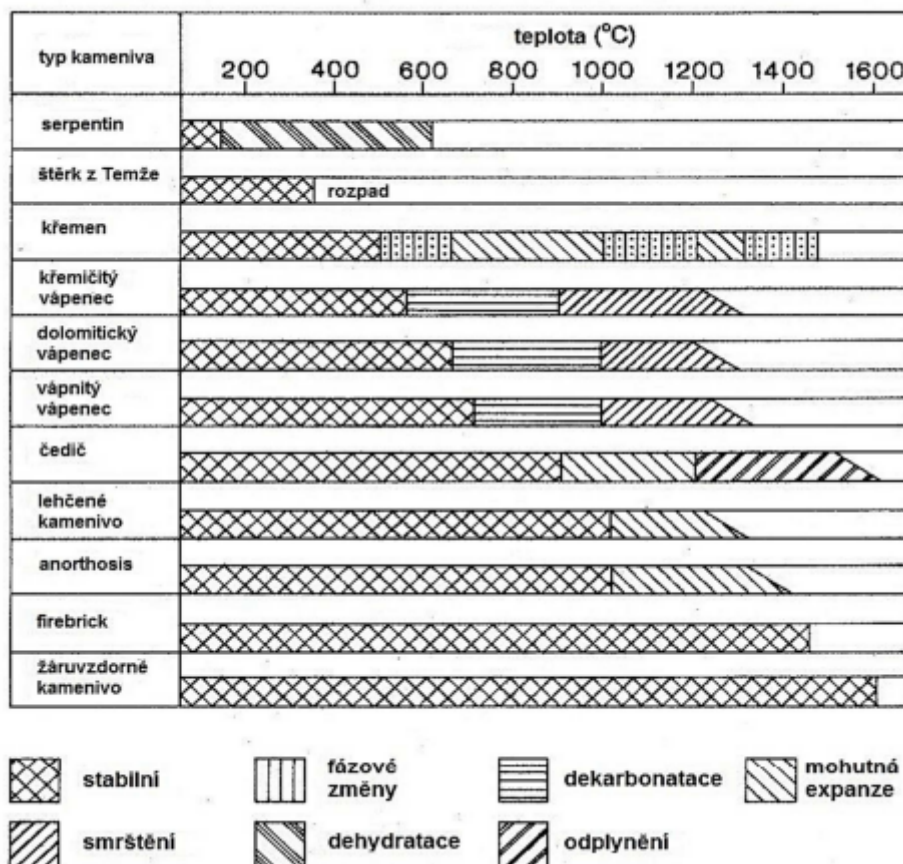 teplota (°C)
typ kameniva
200 400 600 800 1000 1200 1400 1600
serpentin
štěrk z Temže
rozpad
křemen
křemičitý
vápenec
dolomitický
vápenec
vápnitý
vápenec
čedič
lehčené
kamenivo
anorthosis
firebrick
žáruvzdorné
kamenivo
stabilní
fázové
změny
dekarbonatace
mohutná
expanze
smrštění
dehydratace
odplynění